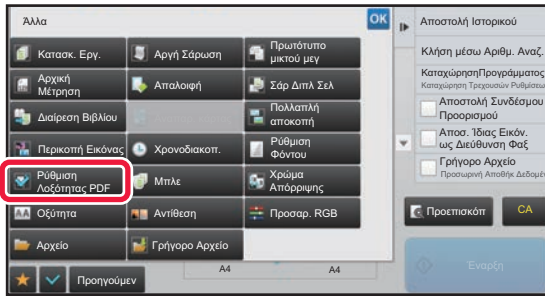 Άλλα
OK
Κατασκ. Εργ.
Αργή Σάρωση
Πρωτότυπο
μικτού μεγ
Αρχική
Μέτρηση
Απαλοιφή
Σάρ Διπλ Σελ
Διαίρεση Βιβλίου
Πολλαπλή
αποκοπή
Περικοπή Εικόνας
Χρονοδιακοπ.
Ρύθμιση
Φόντου
Ρύθμιση
Λοξότητας PDF
Μπλε
Χρώμα
Απόρριψης
Οξύτητα
Αντίθεση
Προσαρ. RGB
Αρχείο
Γρήγορο Αρχείο
Προηγούμεν
A4
A4
Αποστολή Ιστορικού
Κλήση μέσω Αριθμ. Αναζ.
ΚαταχώρησηΠρογράμματος
Καταχώρηση Τρεχουσών Ρυθμίσεω
Αποστολή Συνδέσμου
Προορισμού
Αποσ. Ίδιας Εικόν.
ως Διεύθυνση Φαξ
Γρήγορο Αρχείο
Προσωρινή Αποθήκ Δεδομέν
Προεπισκόπ
CA
Έναρξη